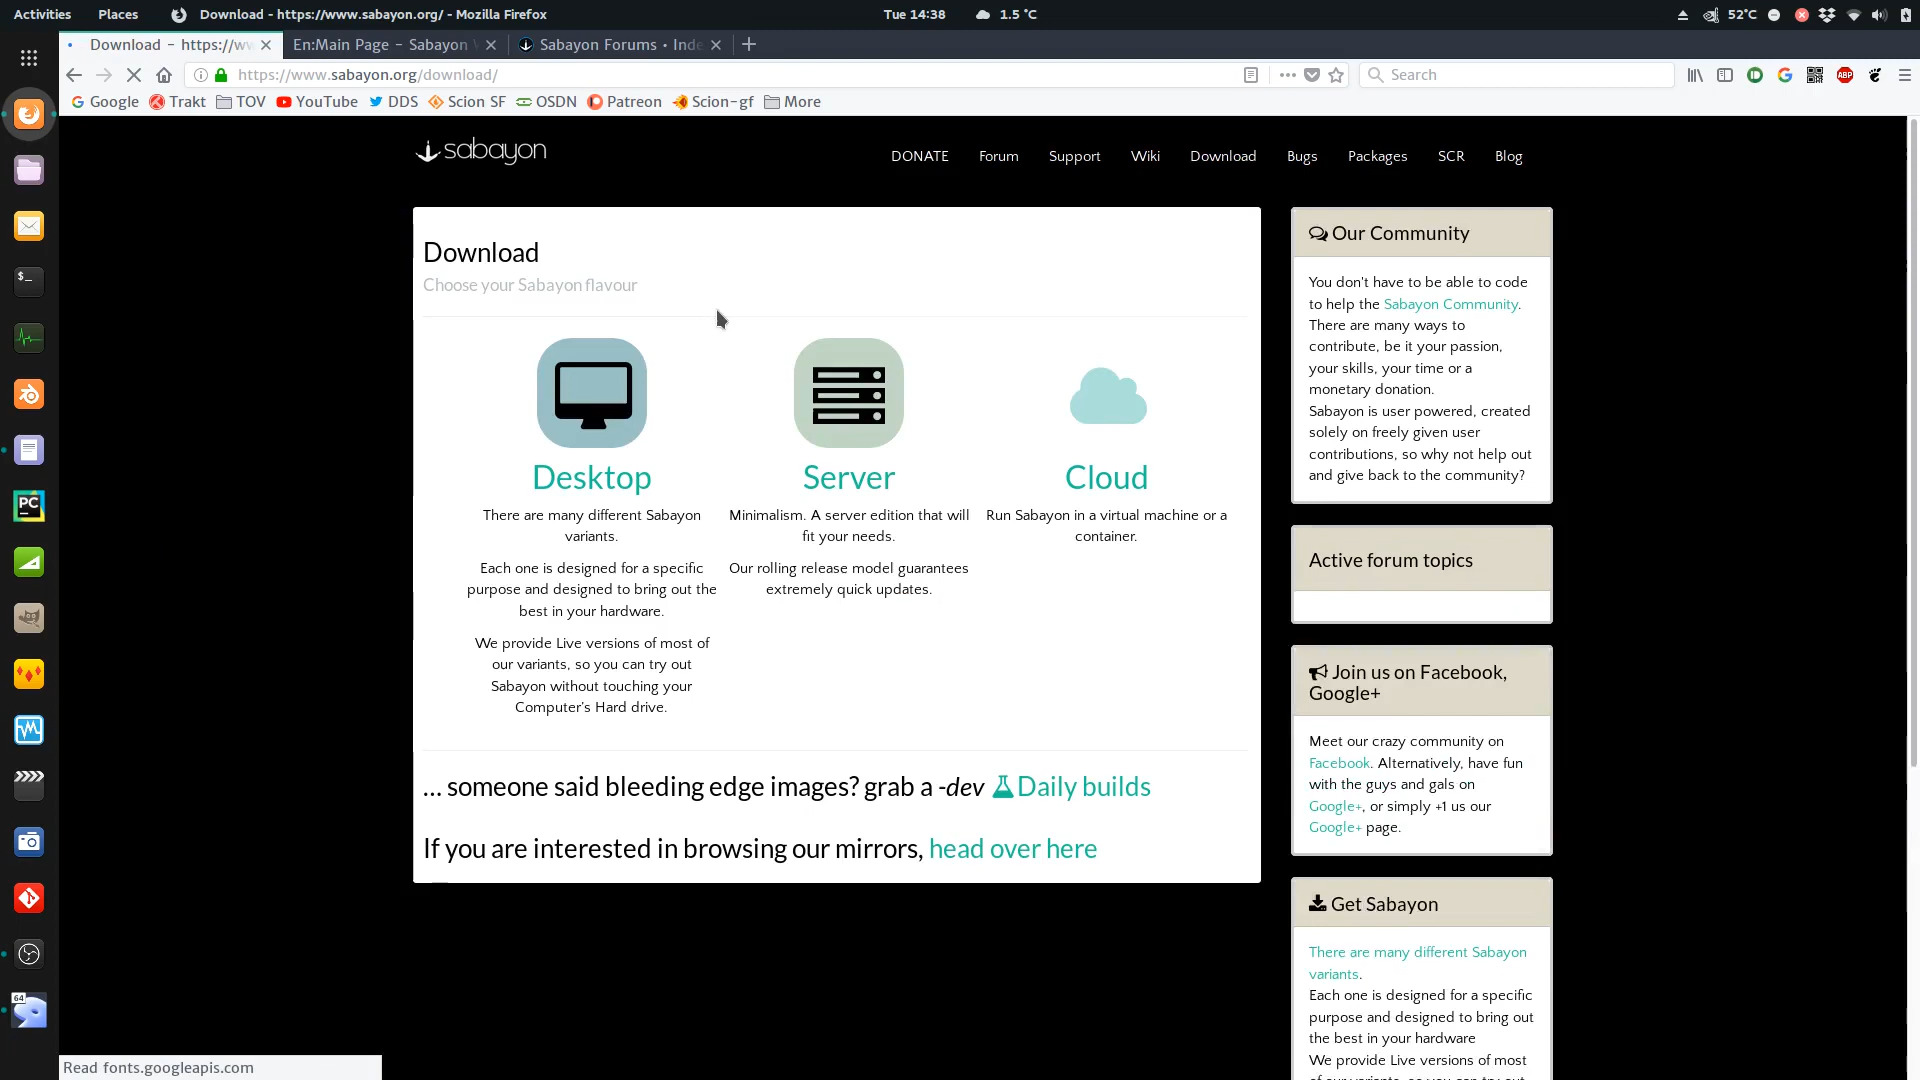 Activities
Places
Download - https://www.sabayon.org/ - Mozilla Firefox
Tue 14:38
1.5 °C
52°C
Download - https://ww
En:Main Page - Sabayon
Sabayon Forums • Inde
https://www.sabayon.org/download/
Search
Google
Trakt
TOV
YouTube
DDS
Scion SF
OSDN
Patreon
Scion-gf
More
sabayon
DONATE
Forum
Support
Wiki
Download
Bugs
Packages
SCR
Blog
Download
Choose your Sabayon flavour
Desktop
There are many different Sabayon
variants.
Each one is designed for a specific
purpose and designed to bring out the
best in your hardware.
We provide Live versions of most of
our variants, so you can try out
Sabayon without touching your
Computer's Hard drive.
Server
Minimalism. A server edition that will
fit your needs.
Our rolling release model guarantees
extremely quick updates.
Cloud
Run Sabayon in a virtual machine or a
container.
... someone said bleeding edge images? grab a -dev Daily builds
If you are interested in browsing our mirrors, head over here
Our Community
You don't have to be able to code
to help the Sabayon Community.
There are many ways to
contribute, be it your passion,
your skills, your time or a
monetary donation.
Sabayon is user powered, created
solely on freely given user
contributions, so why not help out
and give back to the community?
Active forum topics
Join us on Facebook,
Google+
Meet our crazy community on
Facebook. Alternatively, have fun
with the guys and gals on
Google+, or simply +1 us our
Google+ page.
Get Sabayon
There are many different Sabayon
variants.
Each one is designed for a specific
purpose and designed to bring out
the best in your hardware
We provide Live versions of most
of our variants, so you can try out
Read fonts.googleapis.com
$_
PC
64
ABP